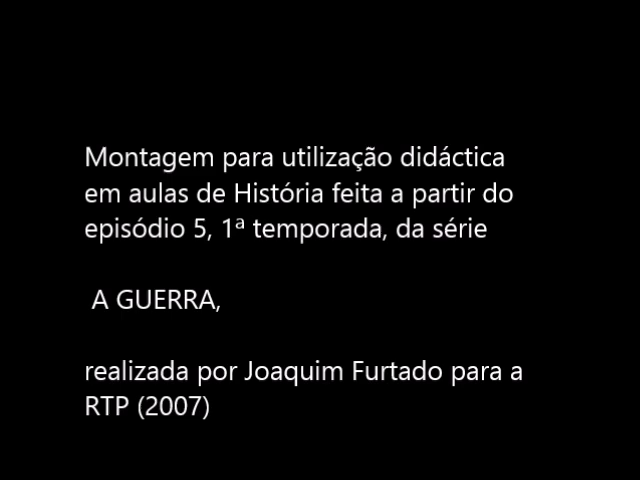 Montagem para utilização didáctica
em aulas de História feita a partir do
episódio 5, 1ª temporada, da série
A GUERRA,
realizada por Joaquim Furtado para a
RTP (2007)